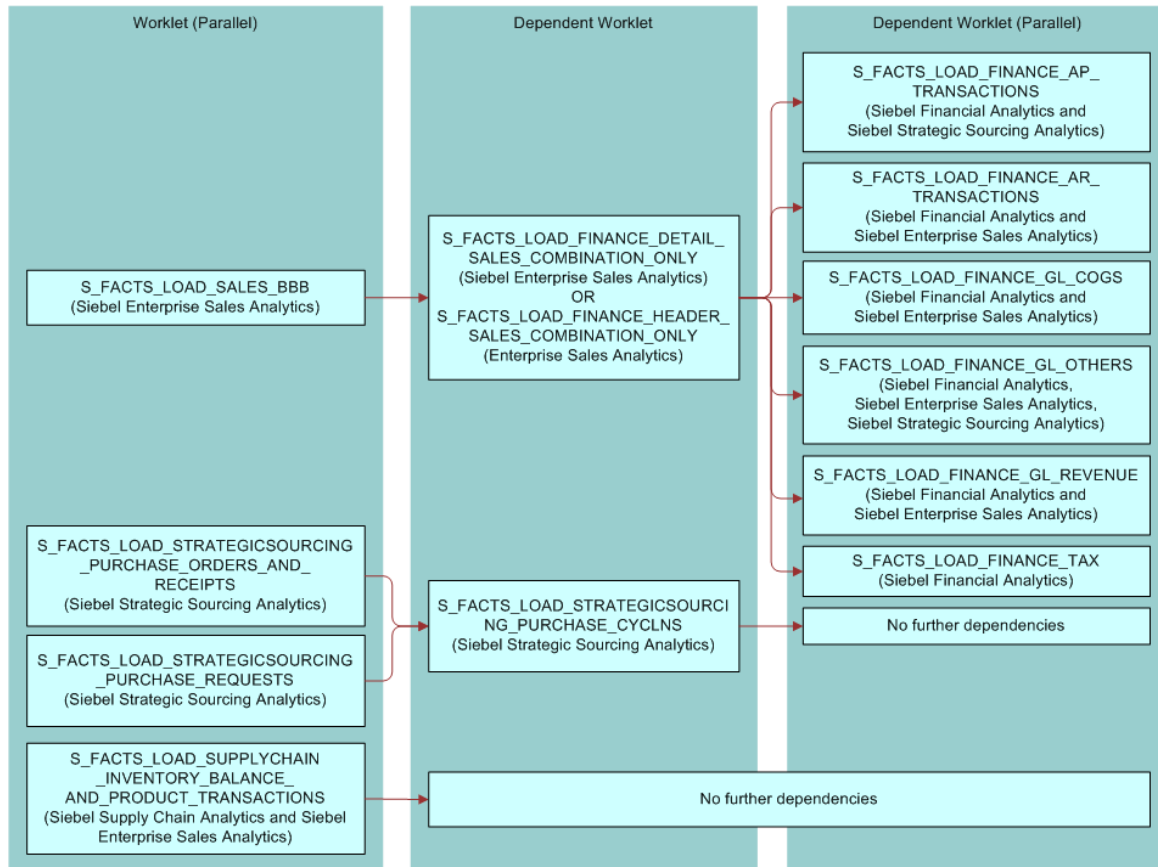 Worklet (Parallel)
S_FACTS_LOAD_SALES_BBB
(Siebel Enterprise Sales Analytics)
S_FACTS_LOAD_STRATEGICSOURCING
_PURCHASE_ORDERS_AND_
RECEIPTS
(Siebel Strategic Sourcing Analytics)
S_FACTS_LOAD_STRATEGICSOURCING
_PURCHASE_REQUESTS
(Siebel Strategic Sourcing Analytics)
S_FACTS_LOAD_SUPPLYCHAIN
_INVENTORY_BALANCE_
AND_PRODUCT_TRANSACTIONS
(Siebel Supply Chain Analytics and Siebel
Enterprise Sales Analytics)
Dependent Worklet
S_FACTS_LOAD_FINANCE_DETAIL_
SALES_COMBINATION_ONLY
(Siebel Enterprise Sales Analytics)
OR
S_FACTS_LOAD_FINANCE_HEADER_
SALES_COMBINATION_ONLY
(Enterprise Sales Analytics)
S_FACTS_LOAD_STRATEGICSOURCI
NG_PURCHASE_CYCLNS
(Siebel Strategic Sourcing Analytics)
No further dependencies
Dependent Worklet (Parallel)
S_FACTS_LOAD_FINANCE_AP_
TRANSACTIONS
(Siebel Financial Analytics and
Siebel Strategic Sourcing Analytics)
S_FACTS_LOAD_FINANCE_AR_
TRANSACTIONS
(Siebel Financial Analytics and
Siebel Enterprise Sales Analytics)
S_FACTS_LOAD_FINANCE_GL_COGS
(Siebel Financial Analytics and
Siebel Enterprise Sales Analytics)
S_FACTS_LOAD_FINANCE_GL_OTHERS
(Siebel Financial Analytics,
Siebel Enterprise Sales Analytics,
Siebel Strategic Sourcing Analytics)
S_FACTS_LOAD_FINANCE_GL_REVENUE
(Siebel Financial Analytics and
Siebel Enterprise Sales Analytics)
S_FACTS_LOAD_FINANCE_TAX
(Siebel Financial Analytics)
No further dependencies